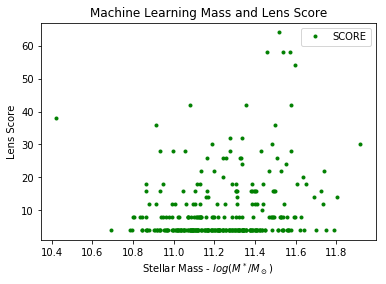 Machine Learning Mass and Lens Score
SCORE
60
50
40
30
20
10
Lens Score
10.4 10.6 10.8 11.0 11.2 11.4 11.6 11.8
Stellar Mass - log(M*/M⊙)